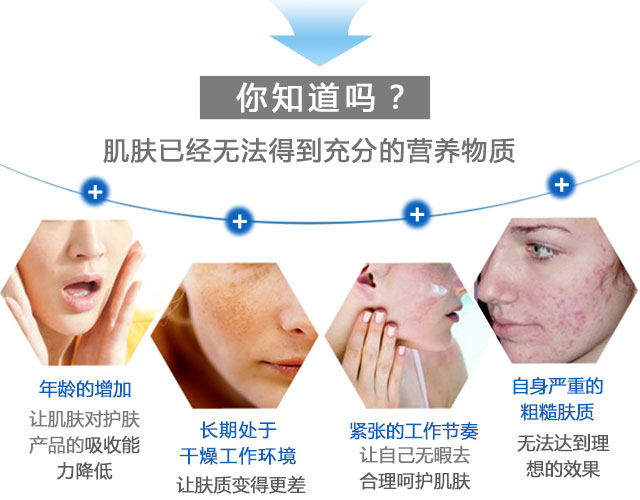 你知道吗？
肌肤已经无法得到充分的营养物质
年龄的增加
让肌肤对护肤
产品的吸收能
力降低
长期处于
干燥工作环境
让肤质变得更差
紧张的工作节奏
让自己无暇去
合理呵护肌肤
自身严重的
粗糙肤质
无法达到理
想的效果